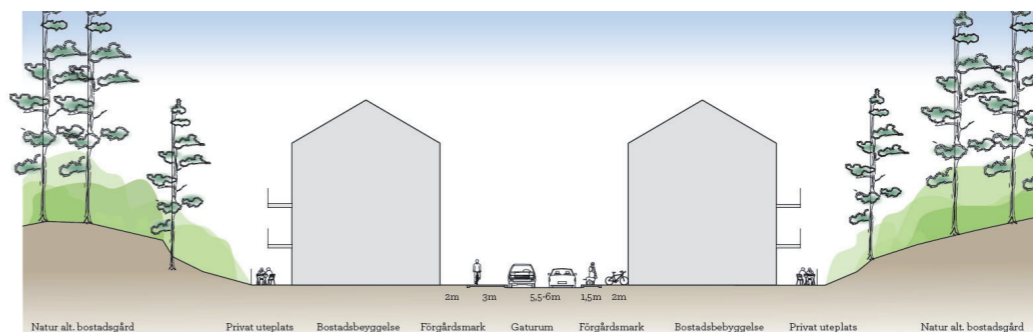 2m 3m 5,5-6m 1,5m 2m
Natur alt. bostadsgård Privat uteplats Bostadsbeyggelse Förgårdsmark Gaturum Förgårdsmark Bostadsbebyggelse Privat uteplats Natur alt. bostadsgård